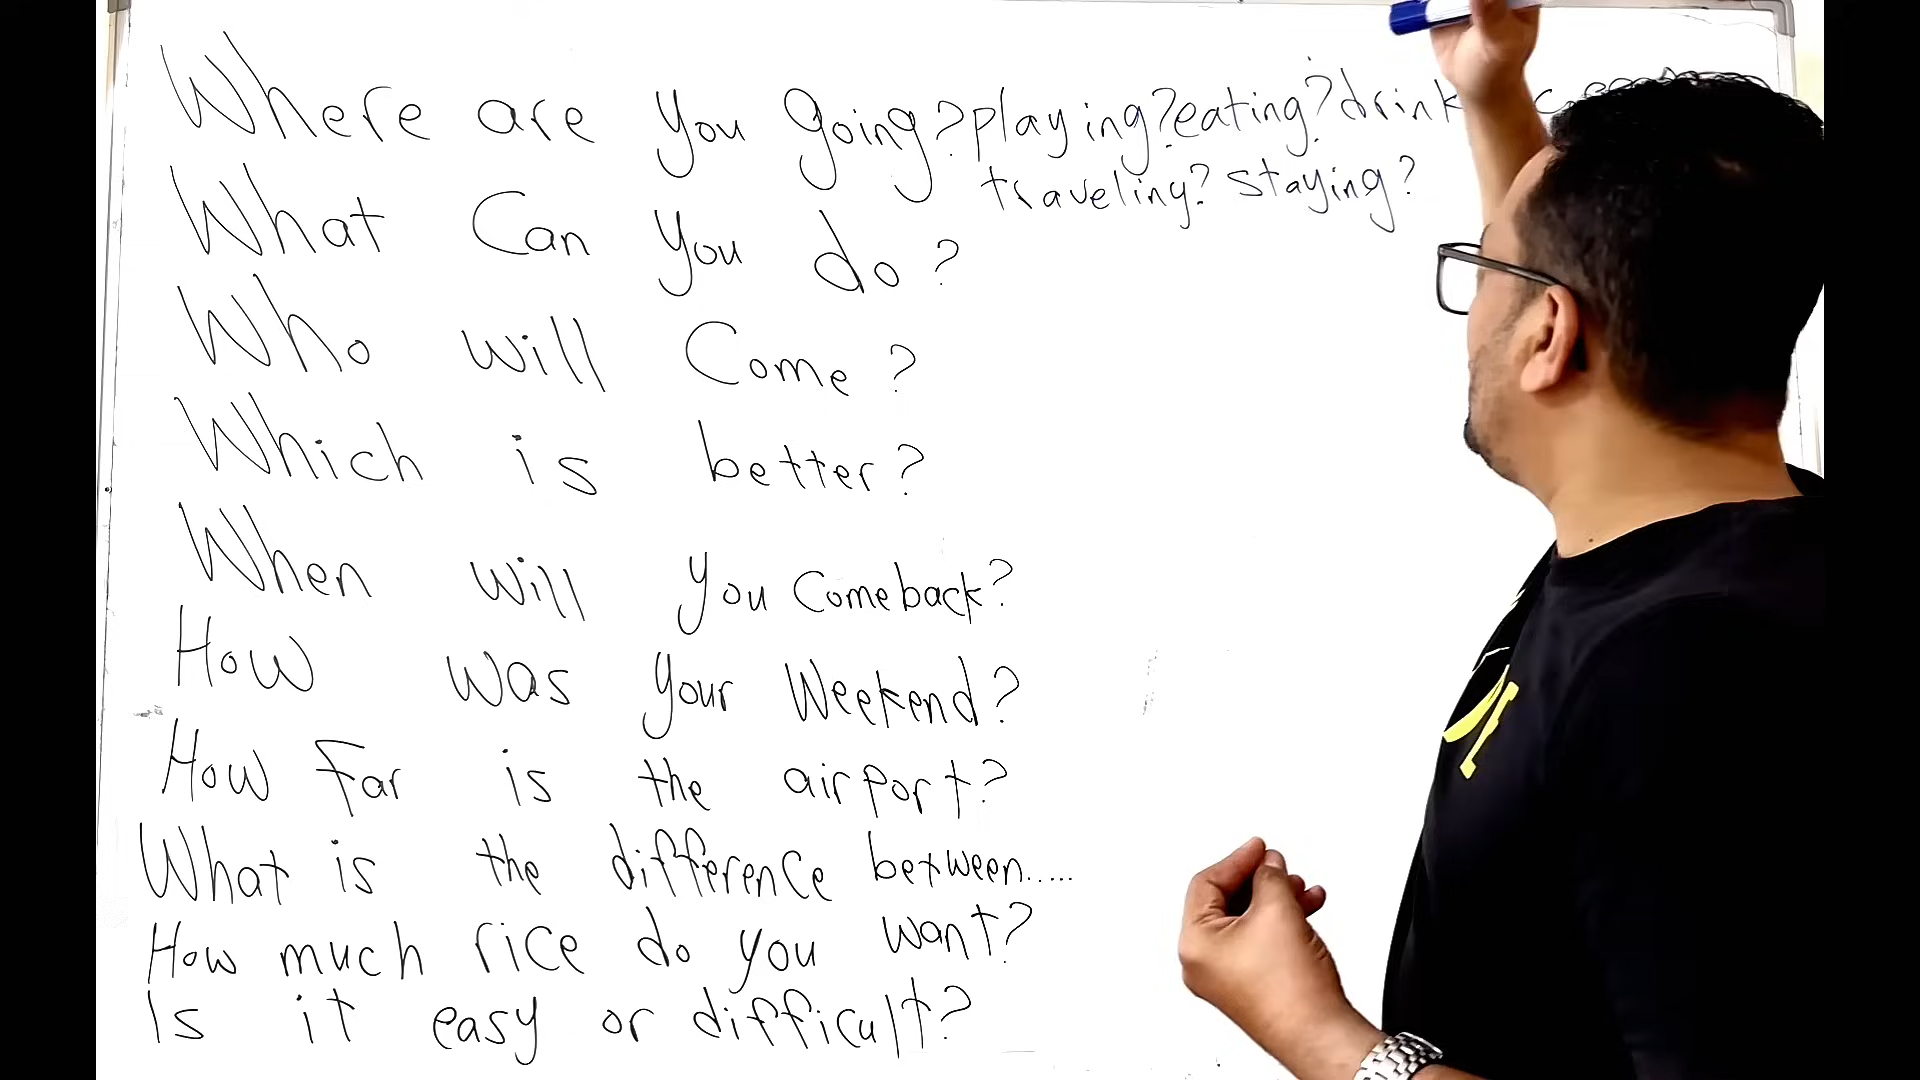 Where are you going? playing? eating? drink
traveliny? staying?
What Can you do?
Who will Come?
Which is better?
When will you Comeback?
How was your Weekend?
How Far is the airport?
What is the difference between.....
How much rice do you want?
Is it easy or difficult?